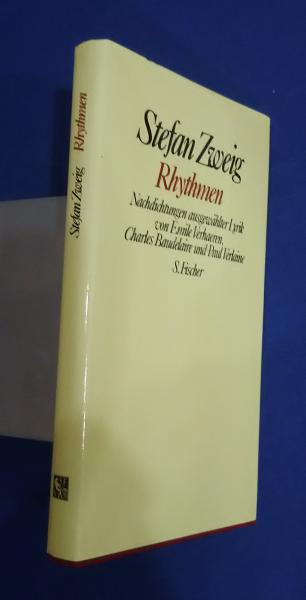 Stefan Zweig
Rhythmen
Nachdichtungen ausgewählter Lyrik
von Emile Verhaeren,
Charles Baudelaire und Paul Verlaine
S. Fischer
Stefan Zweig Rhythmen